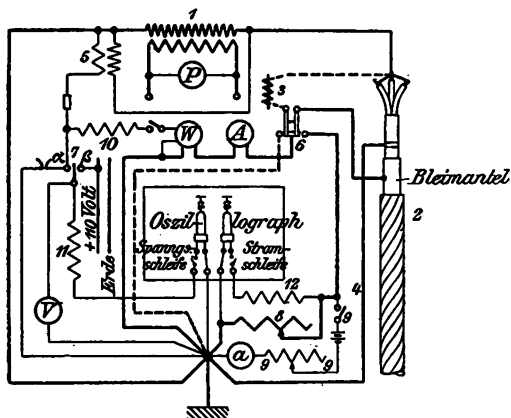 1
5
P
3
10
W
A
6
α
7
β
Bleimantel
+110 Volt
Erde
2
Oszil lograph
Spanngs-
schleife
Strom-
schleife
11
12
4
V
8
9
a
9
9